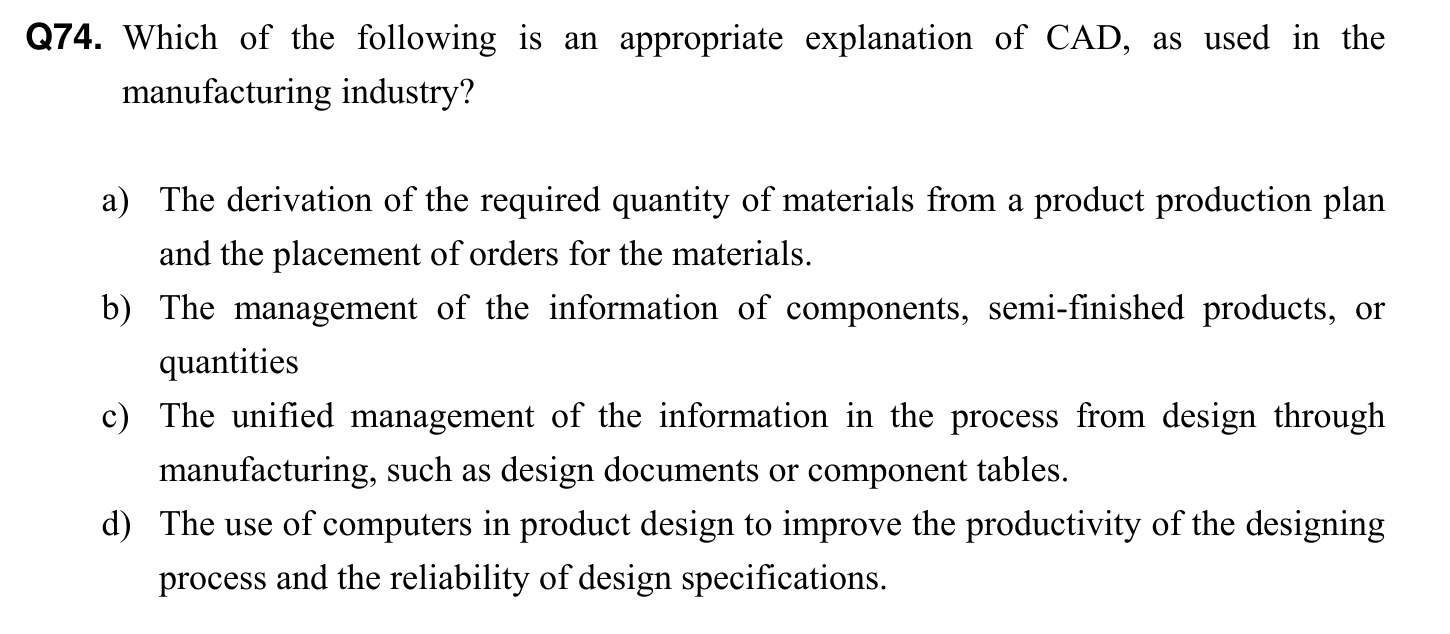 Q74. Which of the following is an appropriate explanation of CAD, as used in the
manufacturing industry?
a) The derivation of the required quantity of materials from a product production plan
and the placement of orders for the materials.
b) The management of the information of components, semi-finished products, or
quantities
c) The unified management of the information in the process from design through
manufacturing, such as design documents or component tables.
d) The use of computers in product design to improve the productivity of the designing
process and the reliability of design specifications.